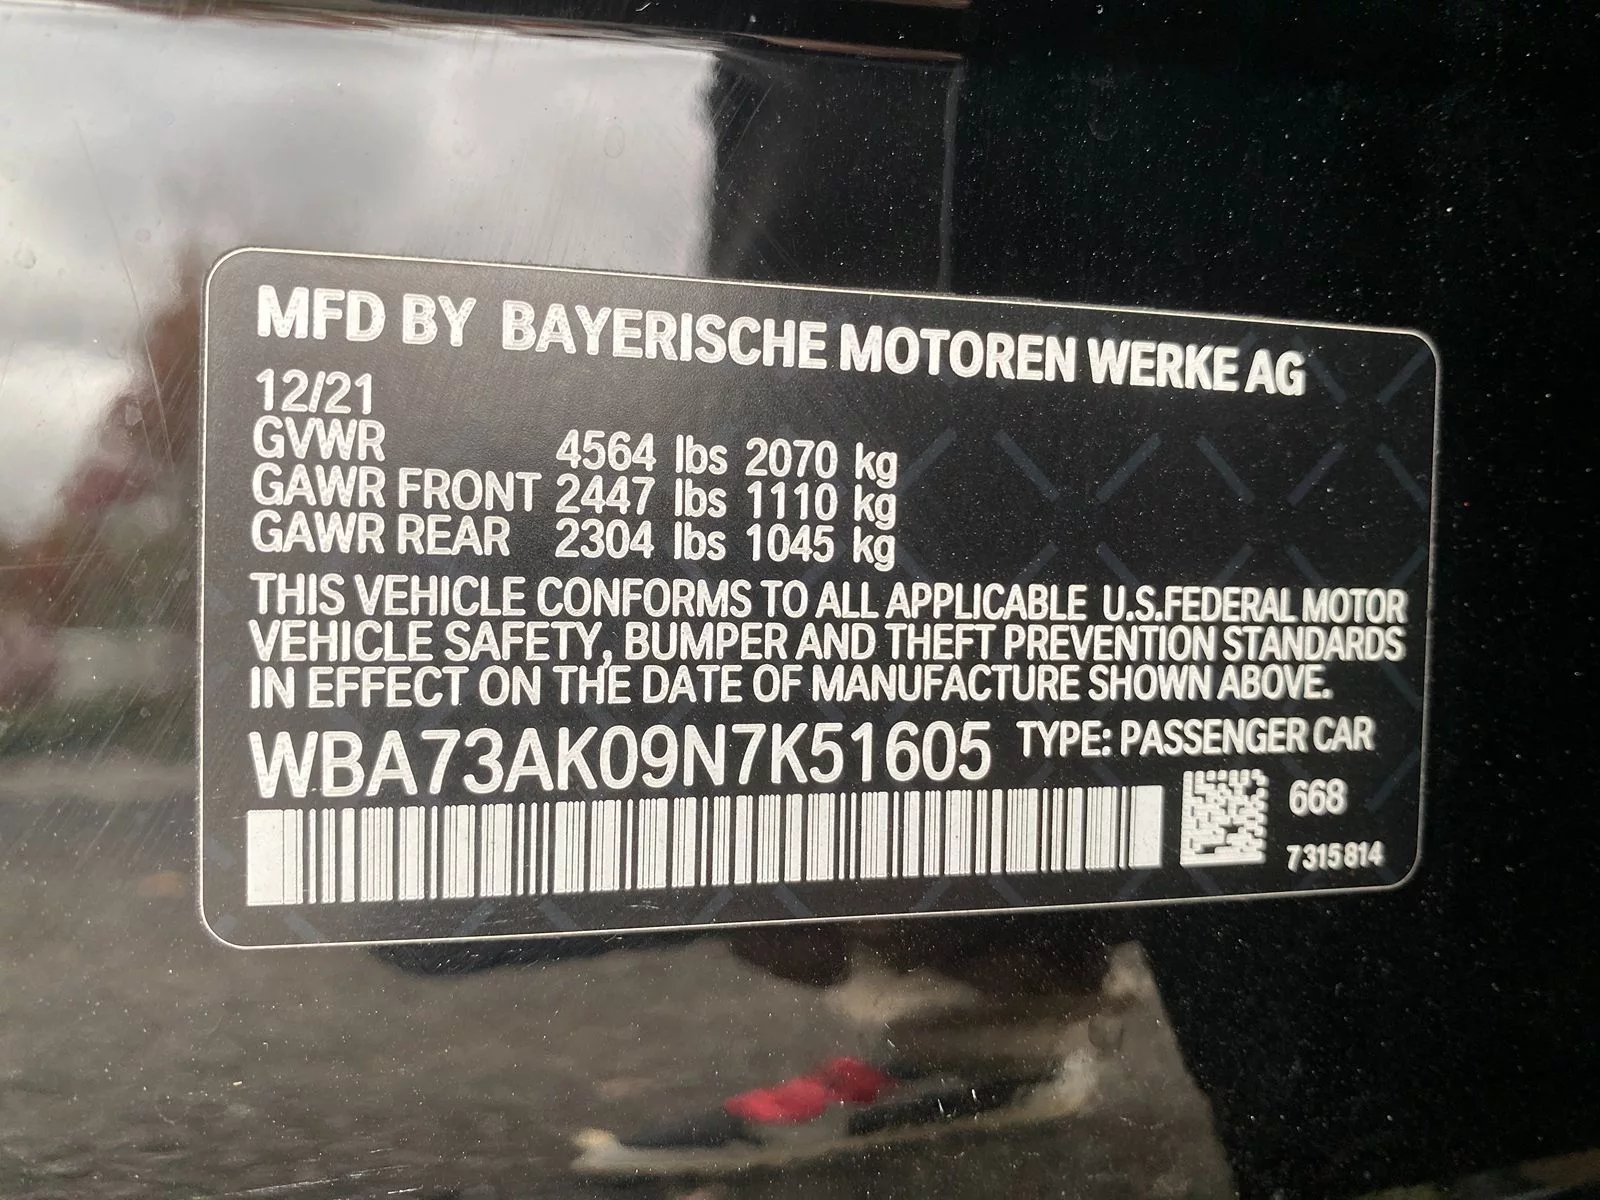 MFD BY BAYERISCHE MOTOREN WERKE AG
12/21
GVWR 4564 lbs 2070 kg
GAWR FRONT 2447 lbs 1110 kg
GAWR REAR 2304 lbs 1045 kg
THIS VEHICLE CONFORMS TO ALL APPLICABLE U.S.FEDERAL MOTOR
VEHICLE SAFETY, BUMPER AND THEFT PREVENTION STANDARDS
IN EFFECT ON THE DATE OF MANUFACTURE SHOWN ABOVE.
WBA73AK09N7K51605 TYPE: PASSENGER CAR
668
7315814